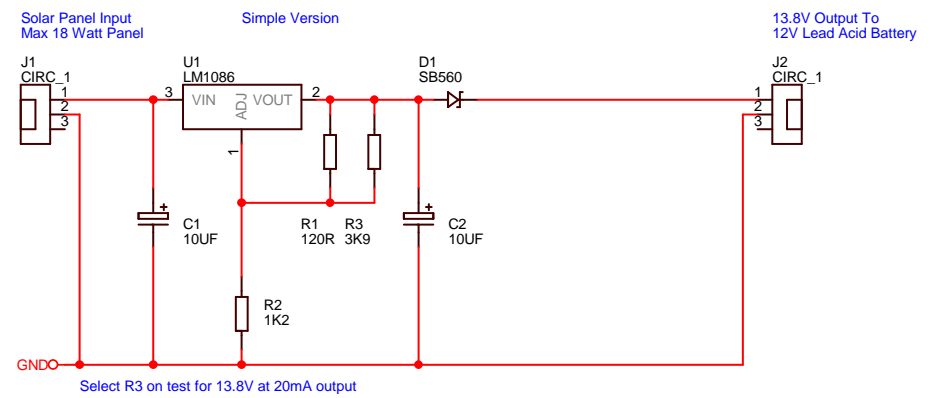 Solar Panel Input
Max 18 Watt Panel
Simple Version
13.8V Output To
12V Lead Acid Battery
J1
CIRC_1
U1
LM1086
D1
SB560
J2
CIRC_1
1
2
3
3
VIN
ADJ
VOUT
2
1
1
2
3
C1
10UF
R1
120R
R3
3K9
C2
10UF
R2
1K2
GND
Select R3 on test for 13.8V at 20mA output